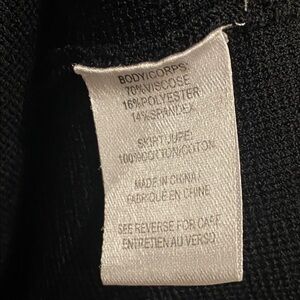 BODY/CORPS:
70%VISCOSE
16%POLYESTER
14%SPANDEX
SKIRT/JUPE:
100%COTTON/COTON
MADE IN CHINA/
FABRIQUÉ EN CHINE
SEE REVERSE FOR CARE
ENTRETIEN AU VERSO